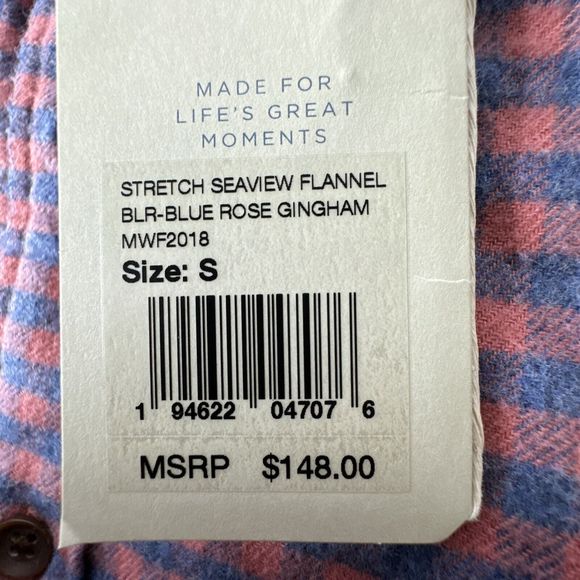 MADE FOR
LIFE'S GREAT
MOMENTS
STRETCH SEAVIEW FLANNEL
BLR-BLUE ROSE GINGHAM
MWF2018
Size: S
1 94622 04707 6
MSRP $148.00